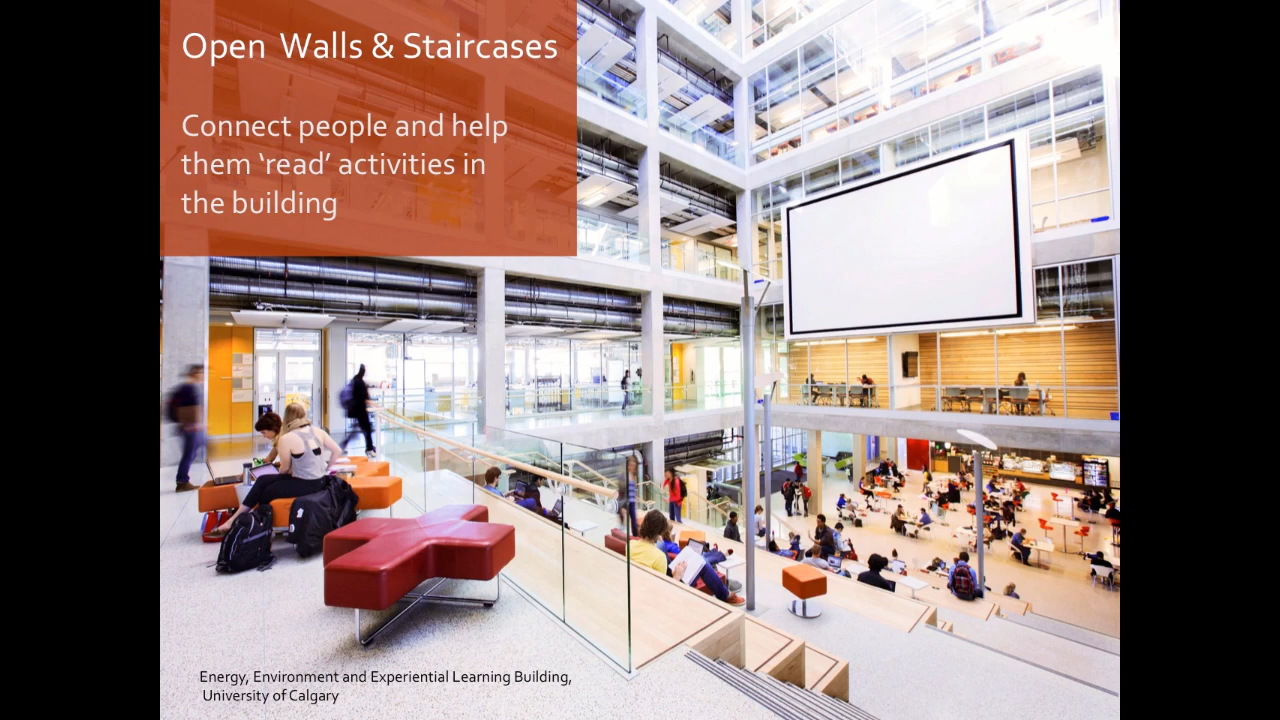 Open Walls & Staircases
Connect people and help
them ‘read’ activities in
the building
Energy, Environment and Experiential Learning Building,
University of Calgary